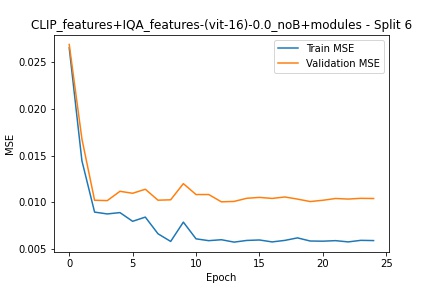 CLIP_features+IQA_features-(vit-16)-0.0_noB+modules - Split 6
Train MSE
Validation MSE
0.025
0.020
0.015
0.010
0.005
MSE
0 5 10 15 20 25
Epoch